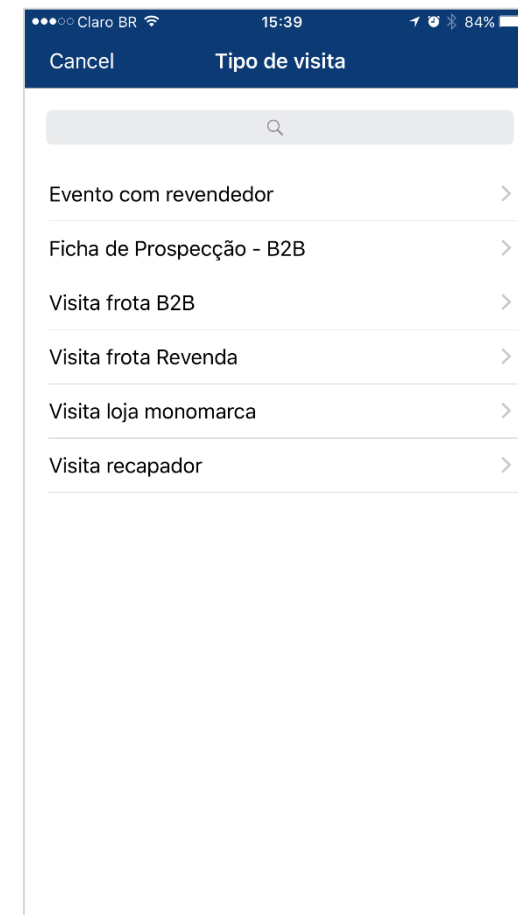 Claro BR 15:39 84%
Cancel Tipo de visita
Evento com revendedor
Ficha de Prospecção - B2B
Visita frota B2B
Visita frota Revenda
Visita loja monomarca
Visita recapador